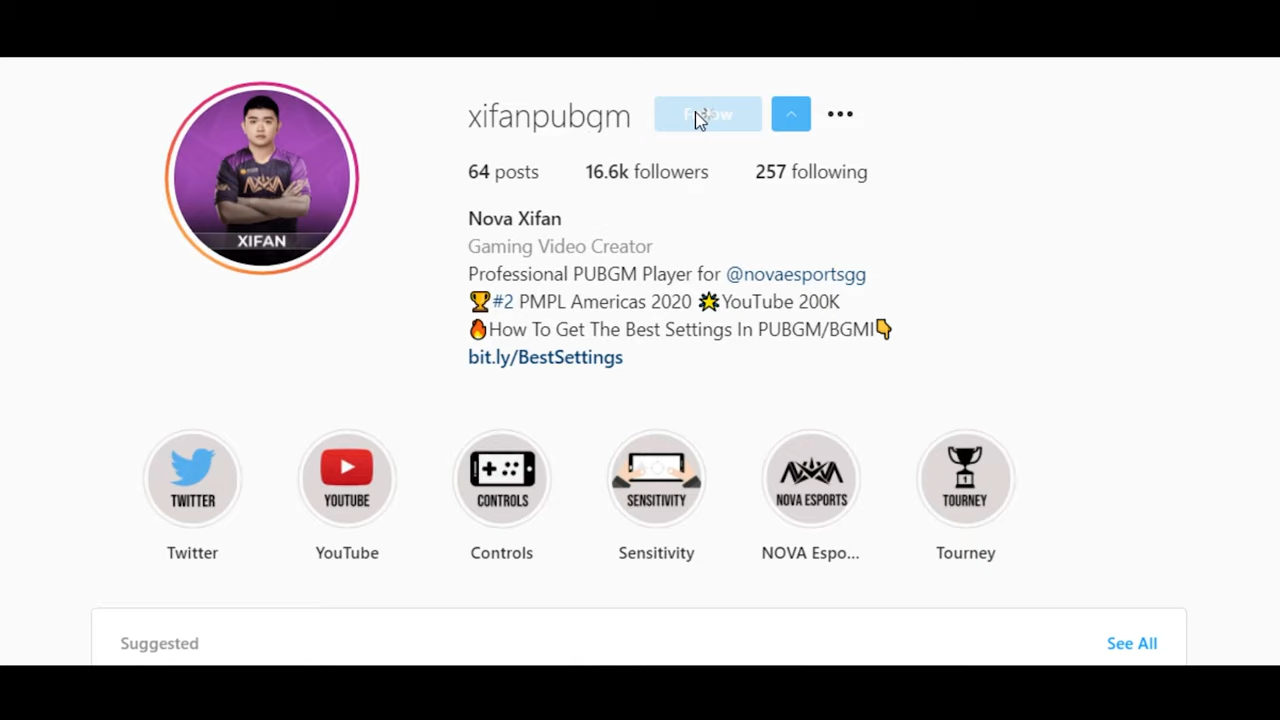 xifanpubgm Follow
64 posts 16.6k followers 257 following
Nova Xifan
Gaming Video Creator
Professional PUBGM Player for @novaesportsgg
🏆#2 PMPL Americas 2020 🌟YouTube 200K
🔥How To Get The Best Settings In PUBGM/BGMI👇
bit.ly/BestSettings
XIFAN
TWITTER YOUTUBE CONTROLS SENSITIVITY NOVA ESPORTS TOURNEY
Twitter YouTube Controls Sensitivity NOVA Espo... Tourney
Suggested See All